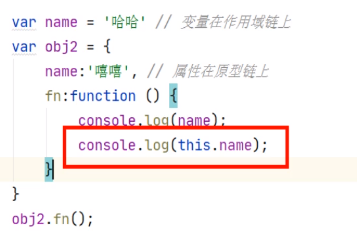 var name = '哈哈' // 变量在作用域链上
var obj2 = {
name:'嘻嘻', // 属性在原型链上
fn:function () {
console.log(name);
console.log(this.name);
}
}
obj2.fn();